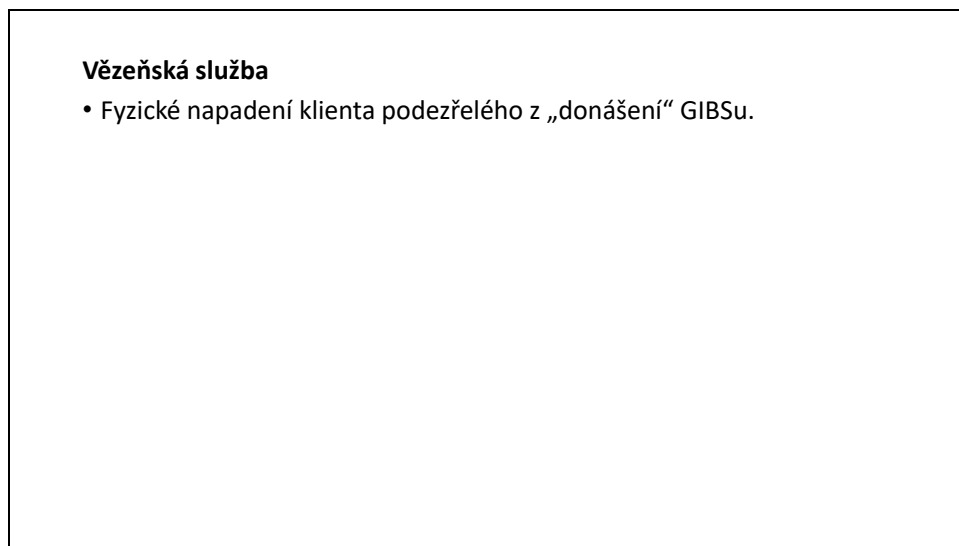 Vězeňská služba
• Fyzické napadení klienta podezřelého z „donášení“ GIBSu.